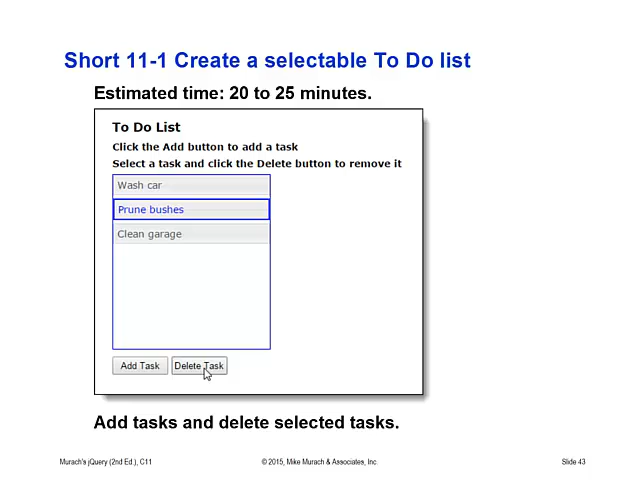 Short 11-1 Create a selectable To Do list
Estimated time: 20 to 25 minutes.
To Do List
Click the Add button to add a task
Select a task and click the Delete button to remove it
Wash car
Prune bushes
Clean garage
Add Task Delete Task
Add tasks and delete selected tasks.
Murach's jQuery (2nd Ed.), C11 © 2015, Mike Murach & Associates, Inc. Slide 43